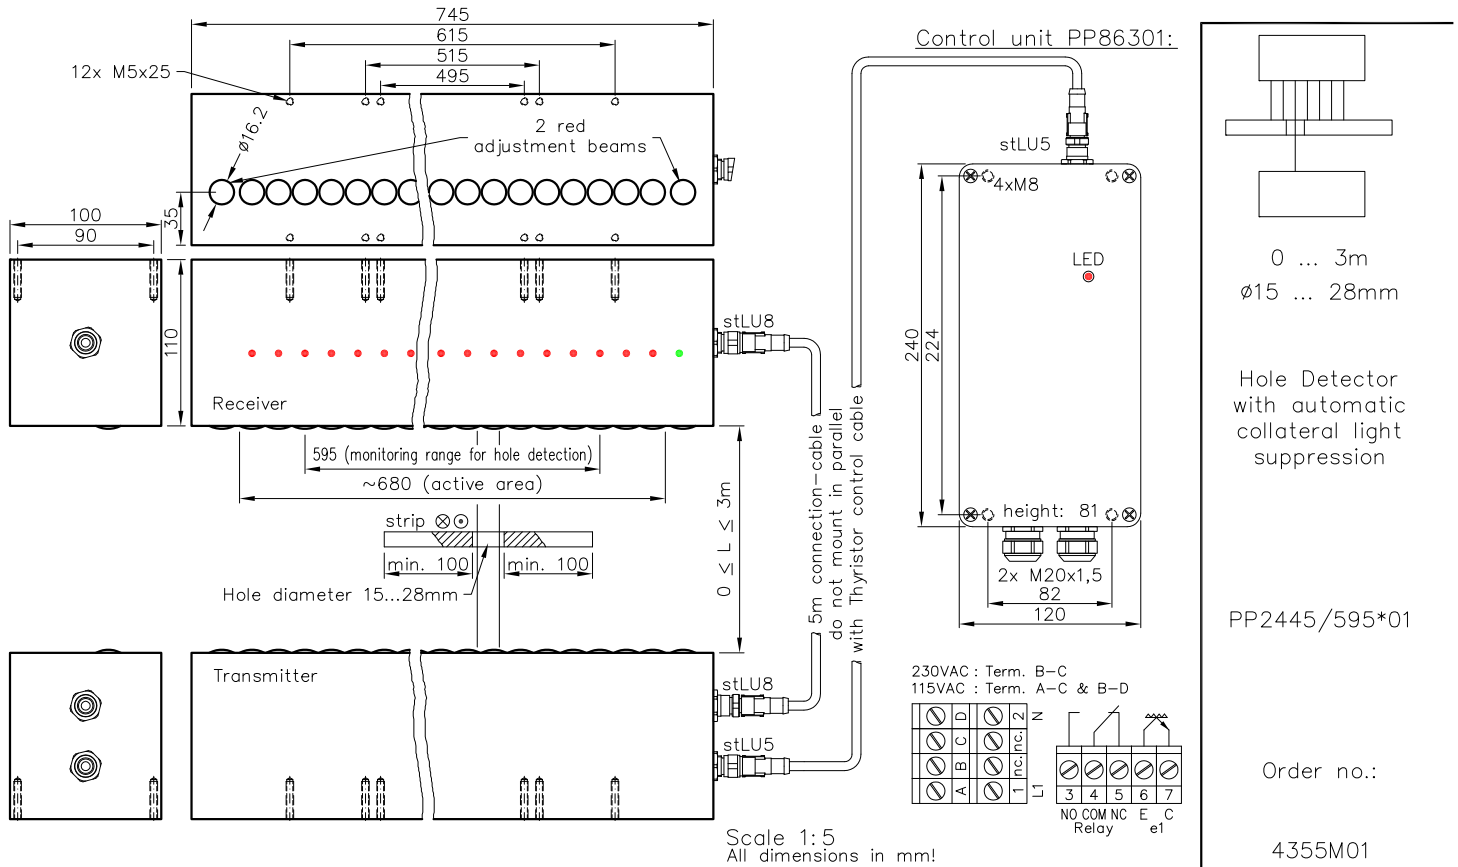 745
615
515
495
12x M5x25
ø16.2
2 red
adjustment beams
35
100
90
110
Receiver
stLU8
595 (monitoring range for hole detection)
~680 (active area)
strip
min. 100
min. 100
Hole diameter 15...28mm
0 ≤ L ≤ 3m
5m connection-cable
do not mount in parallel
with Thyristor control cable
Transmitter
stLU8
stLU5
Scale 1:5
All dimensions in mm!
Control unit PP86301:
stLU5
4xM8
LED
240
224
height: 81
2x M20x1,5
82
120
230VAC : Term. B-C
115VAC : Term. A-C & B-D
D 2 N
C nc.
B nc.
A 1 L1
3 4 5 6 7
NO COM NC E C
Relay e1
0 ... 3m
ø15 ... 28mm
Hole Detector
with automatic
collateral light
suppression
PP2445/595*01
Order no.:
4355M01